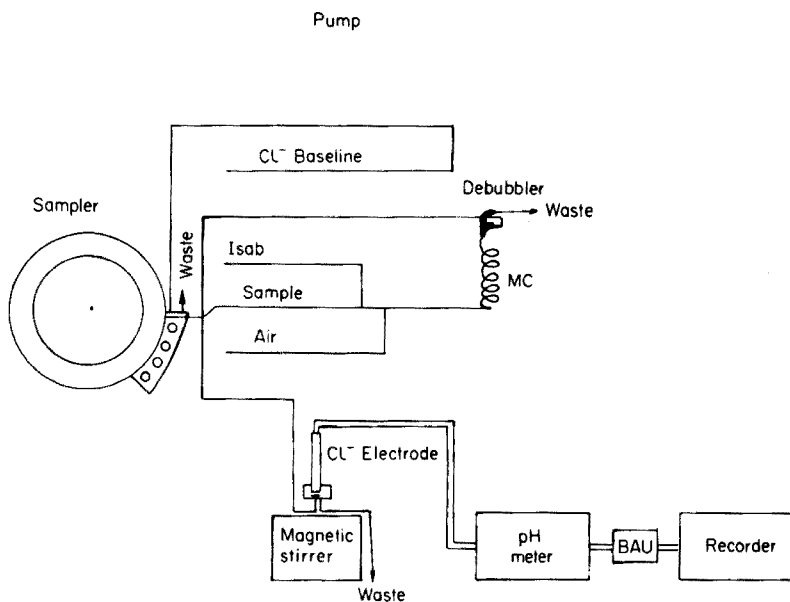 Pump
Cl⁻ Baseline
Debubbler
Waste
Sampler
Waste
Isab
MC
Sample
Air
Cl⁻ Electrode
Magnetic
stirrer
pH
meter
BAU
Recorder
Waste